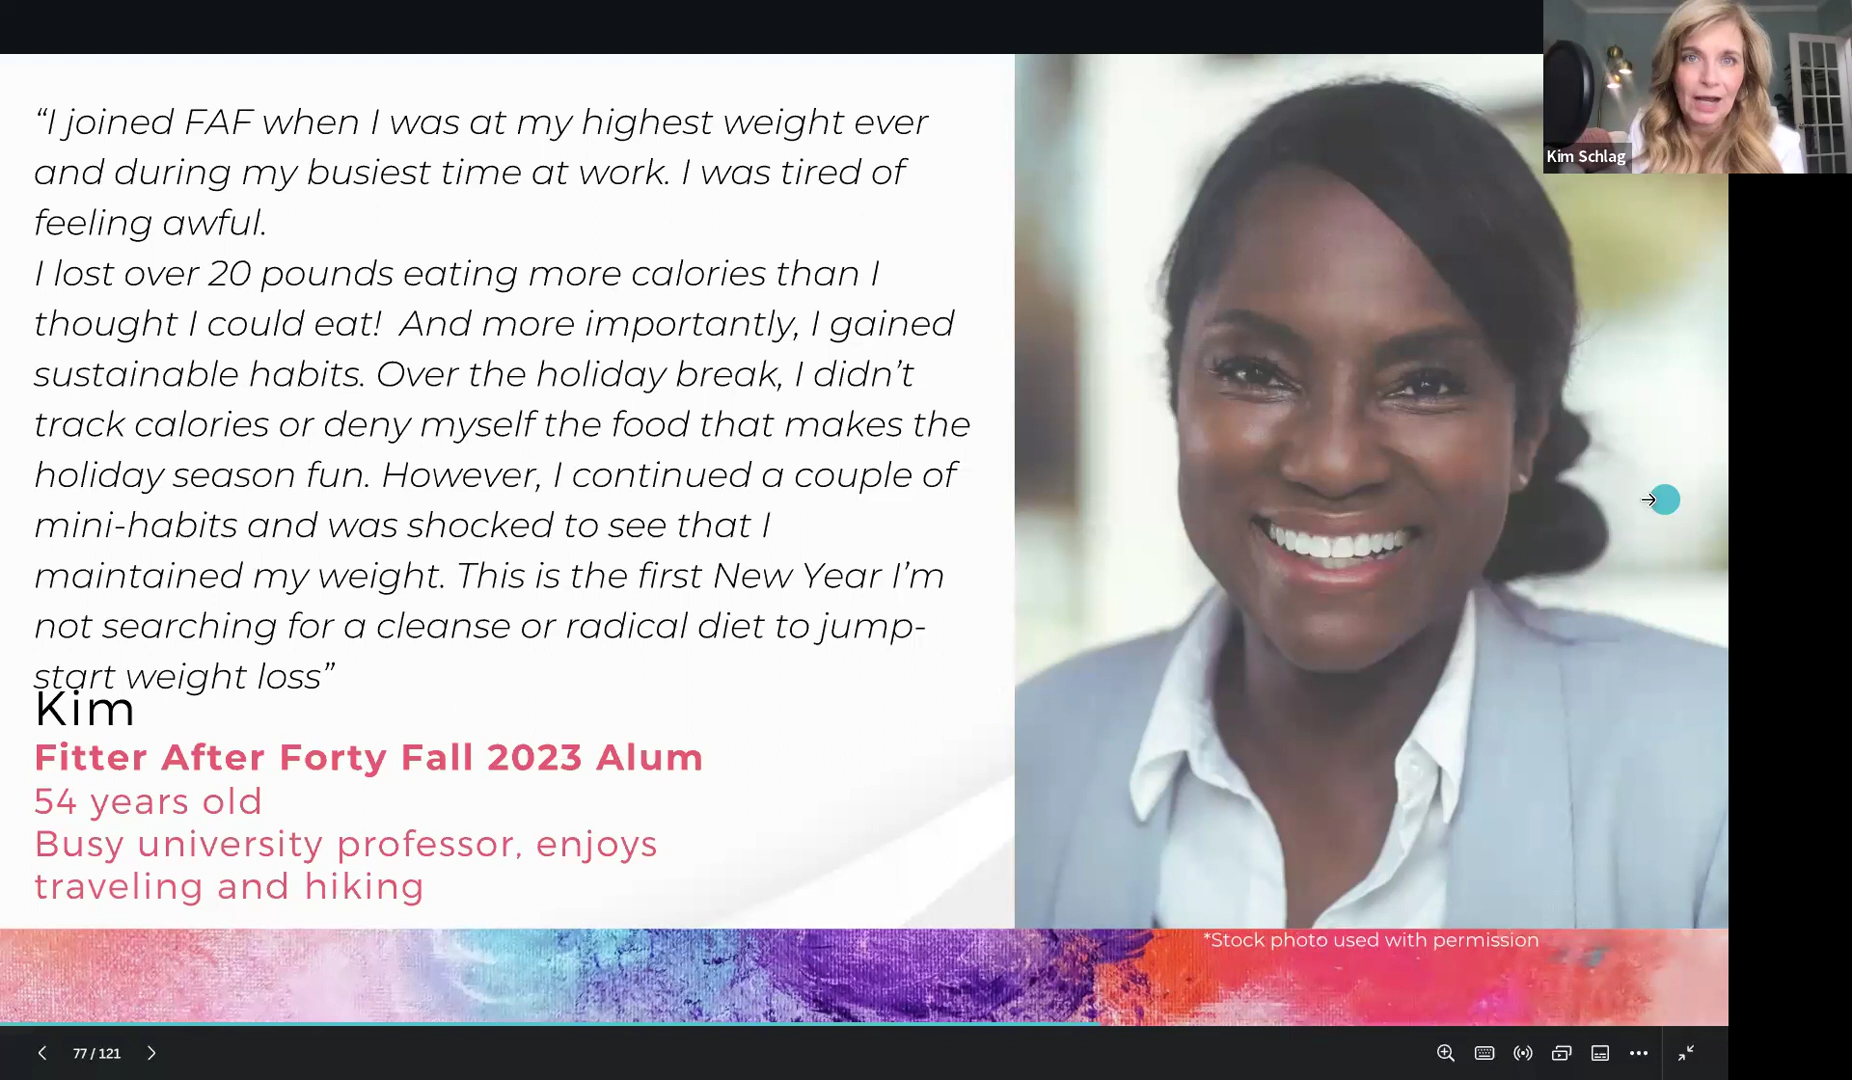 Kim Schlag
“I joined FAF when I was at my highest weight ever
and during my busiest time at work. I was tired of
feeling awful.
I lost over 20 pounds eating more calories than I
thought I could eat!  And more importantly, I gained
sustainable habits. Over the holiday break, I didn’t
track calories or deny myself the food that makes the
holiday season fun. However, I continued a couple of
mini-habits and was shocked to see that I
maintained my weight. This is the first New Year I’m
not searching for a cleanse or radical diet to jump-
start weight loss”
Kim
Fitter After Forty Fall 2023 Alum
54 years old
Busy university professor, enjoys
traveling and hiking
*Stock photo used with permission
77 / 121